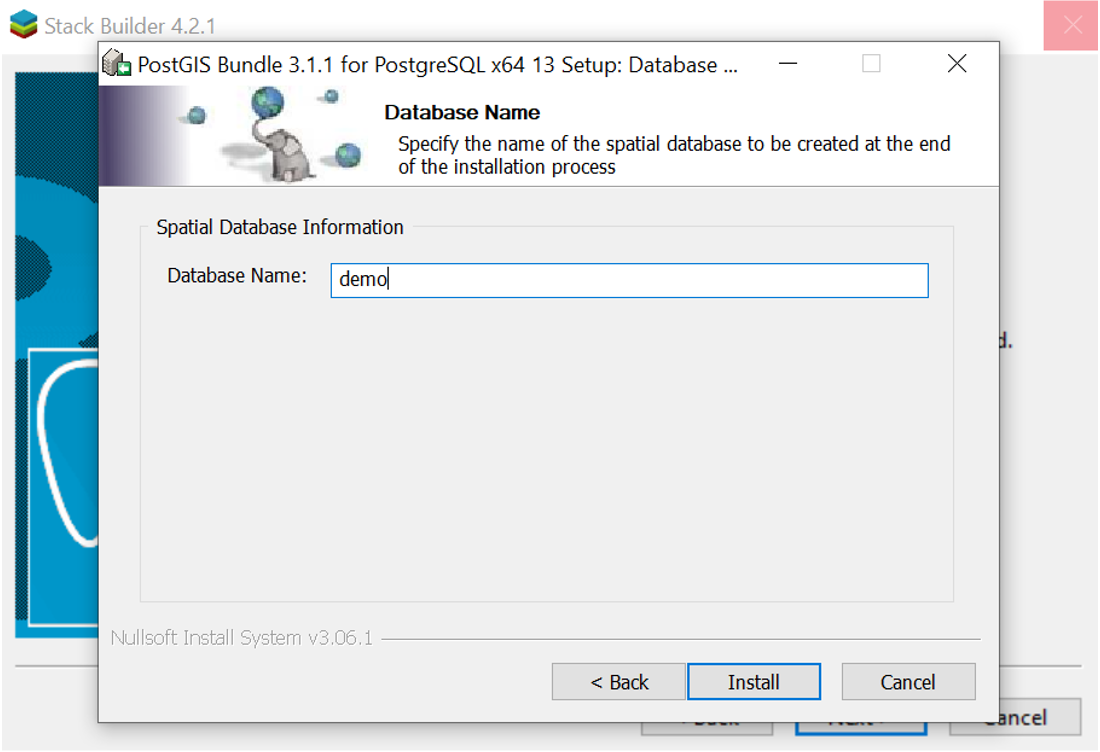 Stack Builder 4.2.1
PostGIS Bundle 3.1.1 for PostgreSQL x64 13 Setup: Database ...
Database Name
Specify the name of the spatial database to be created at the end
of the installation process
Spatial Database Information
Database Name:
demo
d.
Nullsoft Install System v3.06.1
< Back
Install
Cancel
Cancel